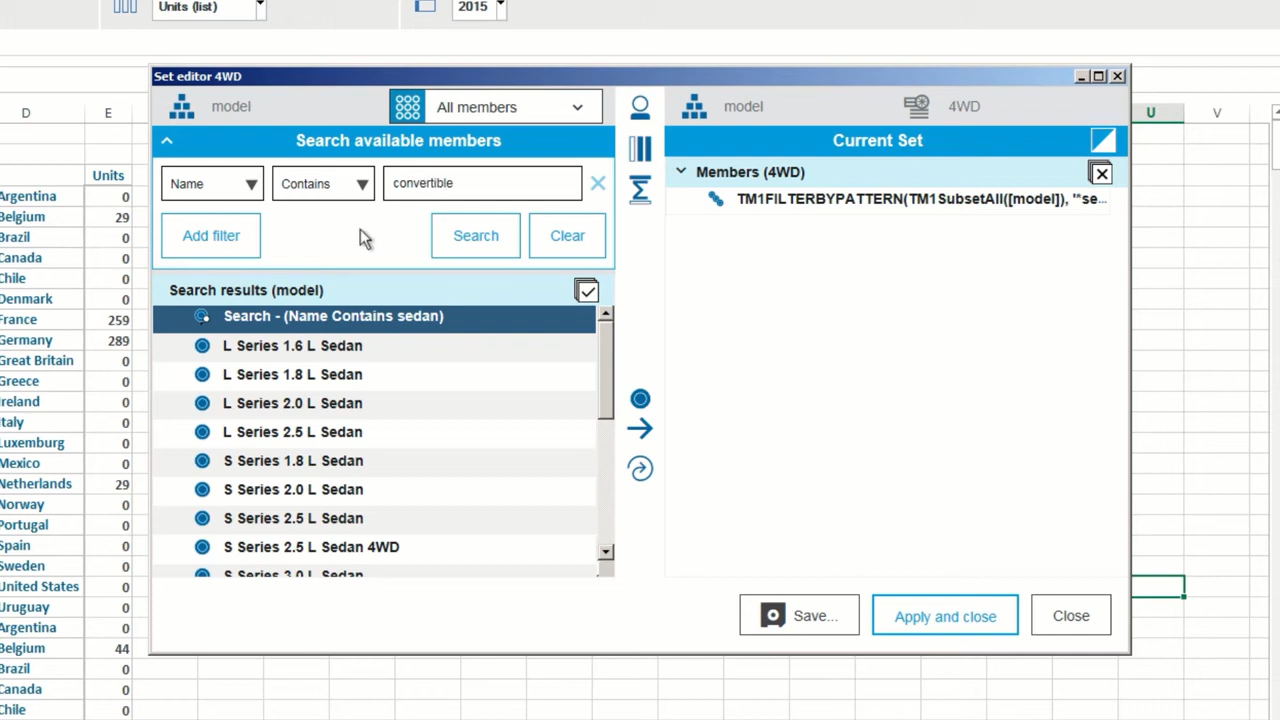 Units (list) 2015
Set editor 4WD
model All members model 4WD
Search available members Current Set
Name Contains convertible
Members (4WD)
TM1FILTERBYPATTERN(TM1SubsetAll([model]), "*se...
Add filter Search Clear
Search results (model)
Search - (Name Contains sedan)
L Series 1.6 L Sedan
L Series 1.8 L Sedan
L Series 2.0 L Sedan
L Series 2.5 L Sedan
S Series 1.8 L Sedan
S Series 2.0 L Sedan
S Series 2.5 L Sedan
S Series 2.5 L Sedan 4WD
S Series 3.0 L Sedan
Save... Apply and close Close
D E U V
Units
Argentina 0
Belgium 29
Brazil 0
Canada 0
Chile 0
Denmark 0
France 259
Germany 289
Great Britain 0
Greece 0
Ireland 0
Italy 0
Luxemburg 0
Mexico 0
Netherlands 29
Norway 0
Portugal 0
Spain 0
Sweden 0
United States 0
Uruguay 0
Argentina 0
Belgium 44
Brazil 0
Canada 0
Chile 0